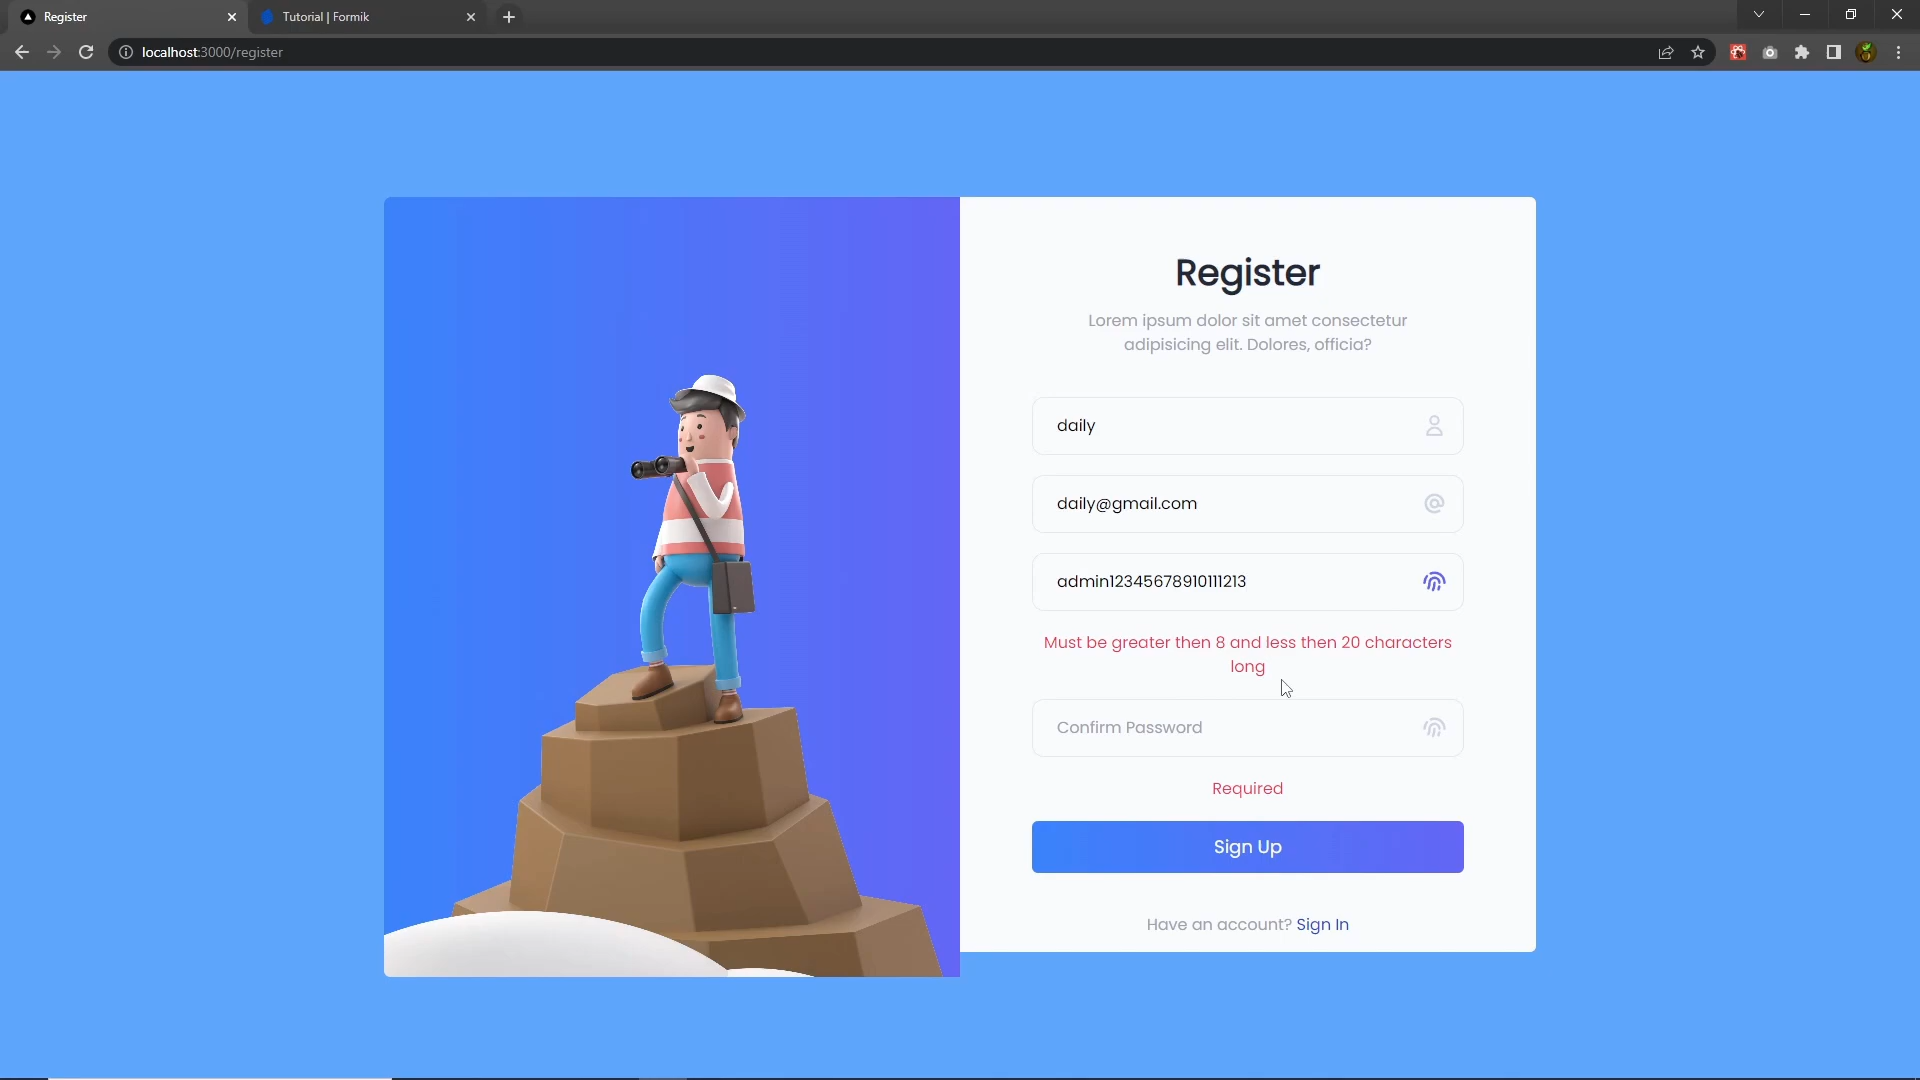 Register
Tutorial | Formik
localhost:3000/register
Register
Lorem ipsum dolor sit amet consectetur
adipisicing elit. Dolores, officia?
daily
daily@gmail.com
admin12345678910111213
Must be greater then 8 and less then 20 characters
long
Confirm Password
Required
Sign Up
Have an account? Sign In